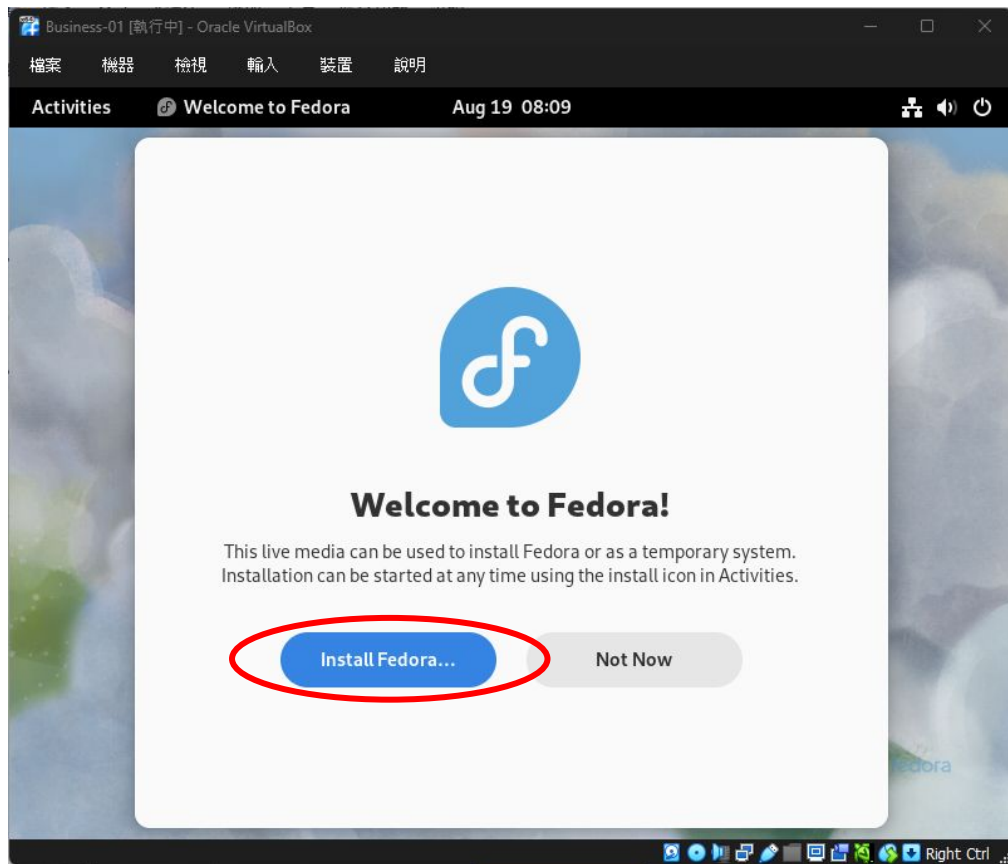 Business-01 [執行中] - Oracle VirtualBox
檔案 機器 檢視 輸入 裝置 說明
Activities Welcome to Fedora Aug 19 08:09
Welcome to Fedora!
This live media can be used to install Fedora or as a temporary system.
Installation can be started at any time using the install icon in Activities.
Install Fedora... Not Now
fedora
Right Ctrl